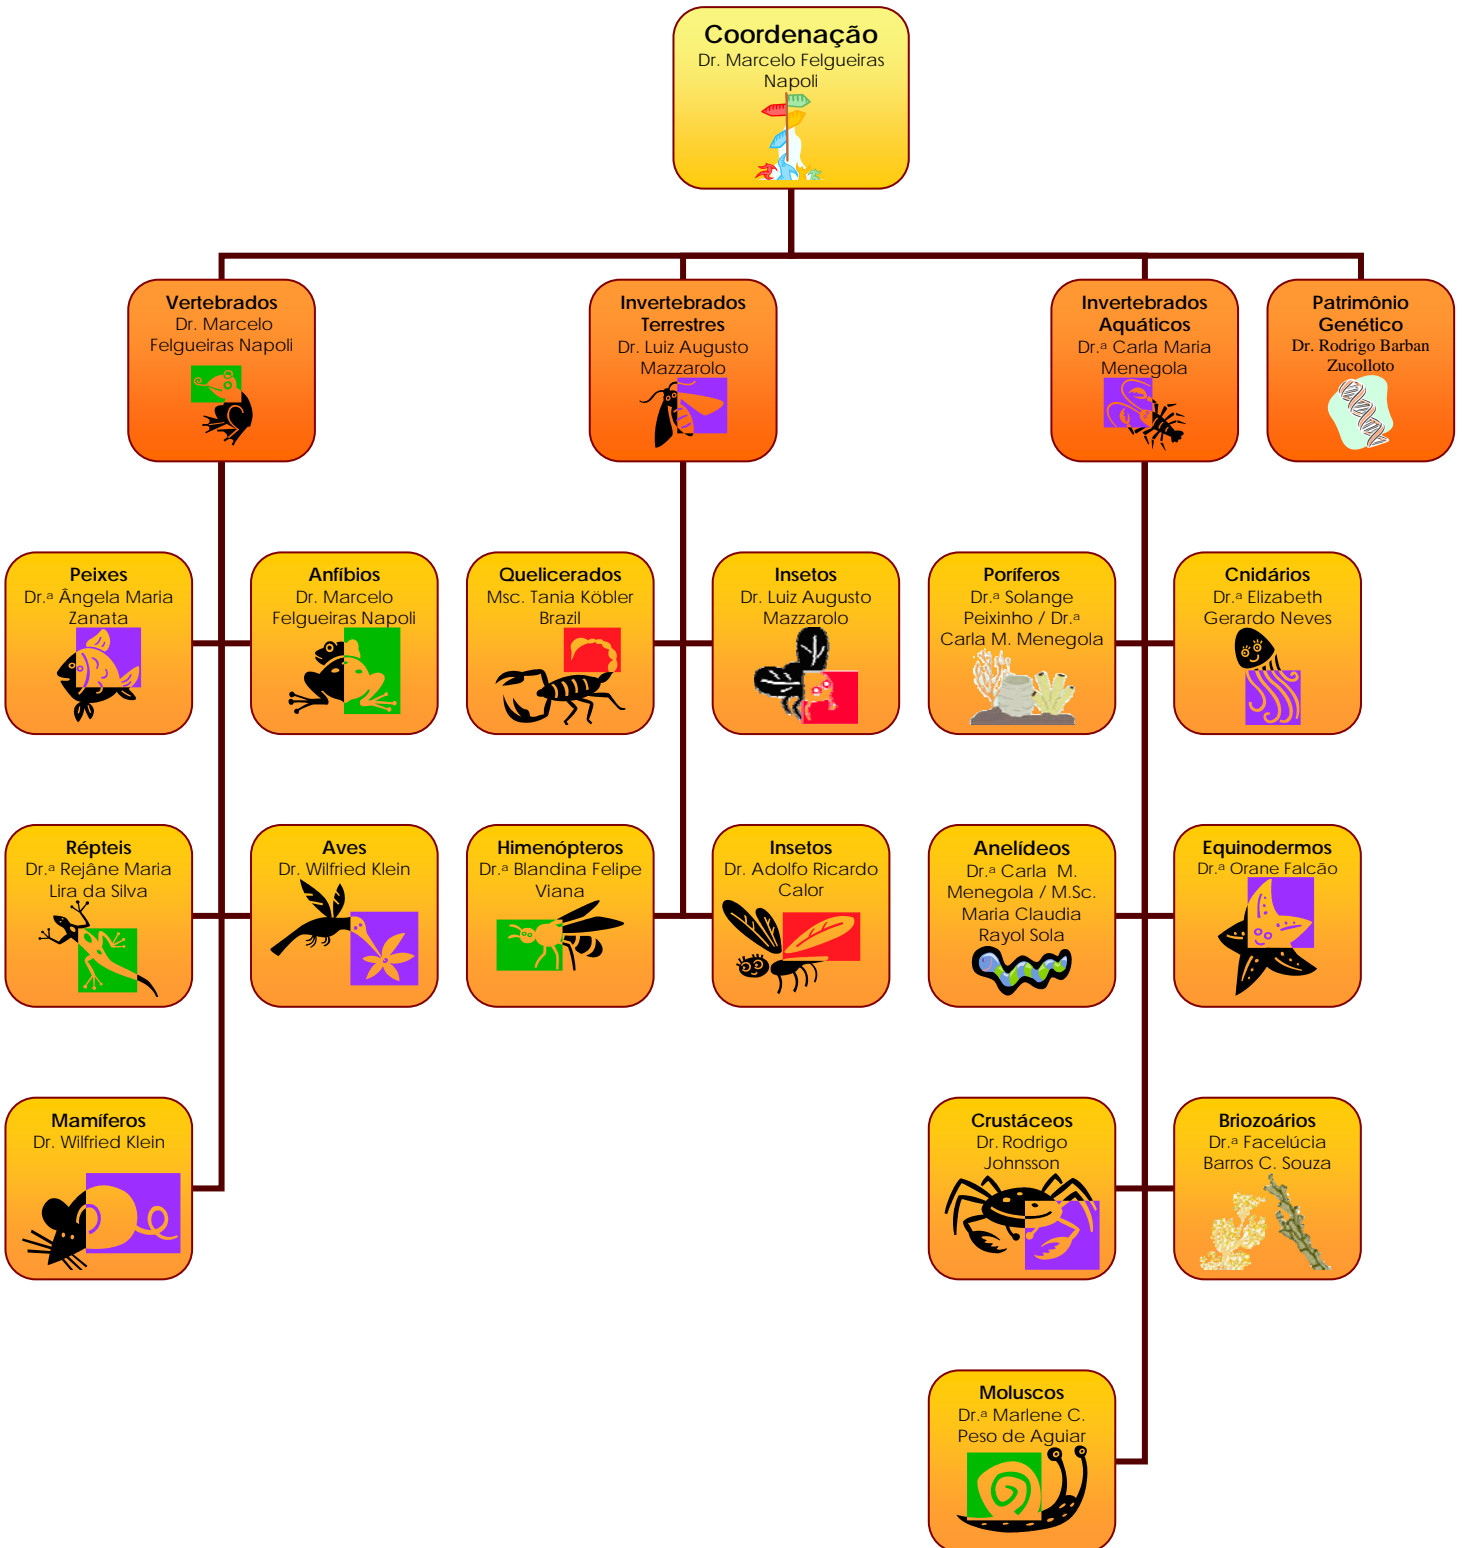 Coordenação
Dr. Marcelo Felgueiras
Napoli
Vertebrados
Dr. Marcelo
Felgueiras Napoli
Invertebrados
Terrestres
Dr. Luiz Augusto
Mazzarolo
Invertebrados
Aquáticos
Dr.ª Carla Maria
Menegola
Patrimônio
Genético
Dr. Rodrigo Barban
Zucolloto
Peixes
Dr.ª Ângela Maria
Zanata
Anfíbios
Dr. Marcelo
Felgueiras Napoli
Quelicerados
Msc. Tania Köbler
Brazil
Insetos
Dr. Luiz Augusto
Mazzarolo
Poríferos
Dr.ª Solange
Peixinho / Dr.ª
Carla M. Menegola
Cnidários
Dr.ª Elizabeth
Gerardo Neves
Répteis
Dr.ª Rejâne Maria
Lira da Silva
Aves
Dr. Wilfried Klein
Himenópteros
Dr.ª Blandina Felipe
Viana
Insetos
Dr. Adolfo Ricardo
Calor
Anelídeos
Dr.ª Carla M.
Menegola / M.Sc.
Maria Claudia
Rayol Sola
Equinodermos
Dr.ª Orane Falcão
Mamíferos
Dr. Wilfried Klein
Crustáceos
Dr. Rodrigo
Johnsson
Briozoários
Dr.ª Facelúcia
Barros C. Souza
Moluscos
Dr.ª Marlene C.
Peso de Aguiar